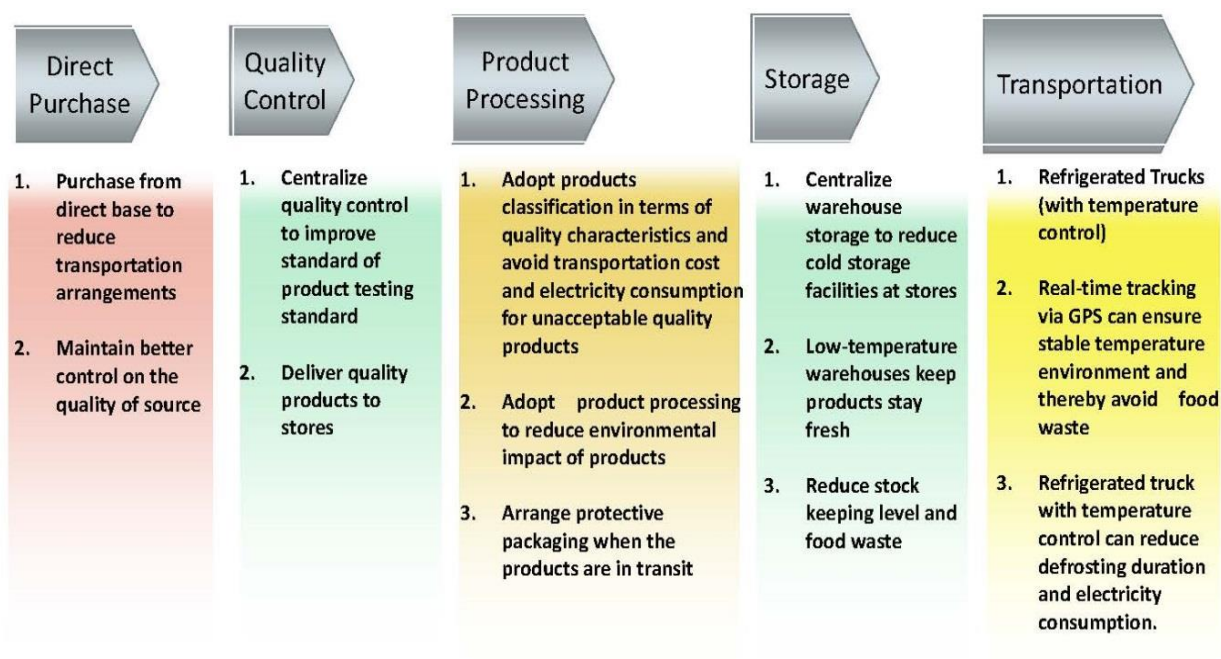 Direct
Purchase
1. Purchase from
direct base to
reduce
transportation
arrangements
2. Maintain better
control on the
quality of source
Quality
Control
1. Centralize
quality control
to improve
standard of
product testing
standard
2. Deliver quality
products to
stores
Product
Processing
1. Adopt products
classification in terms of
quality characteristics and
avoid transportation cost
and electricity consumption
for unacceptable quality
products
2. Adopt product processing
to reduce environmental
impact of products
3. Arrange protective
packaging when the
products are in transit
Storage
1. Centralize
warehouse
storage to reduce
cold storage
facilities at stores
2. Low-temperature
warehouses keep
products stay
fresh
3. Reduce stock
keeping level and
food waste
Transportation
1. Refrigerated Trucks
(with temperature
control)
2. Real-time tracking
via GPS can ensure
stable temperature
environment and
thereby avoid food
waste
3. Refrigerated truck
with temperature
control can reduce
defrosting duration
and electricity
consumption.